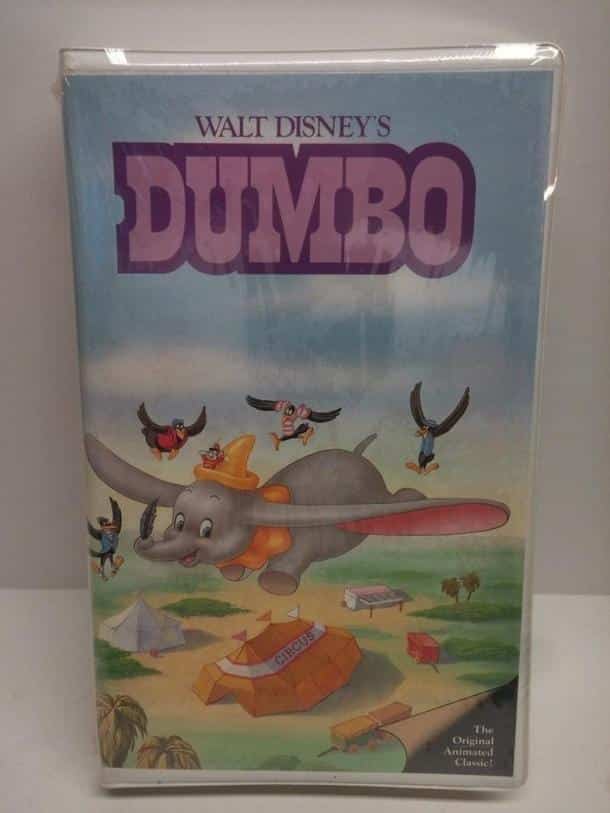 WALT DISNEY'S
DUMBO
CIRCUS
The
Original
Animated
Classic!